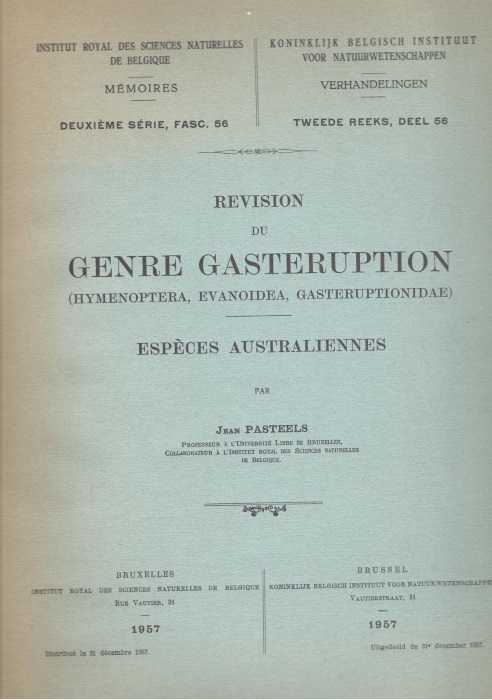 INSTITUT ROYAL DES SCIENCES NATURELLES
DE BELGIQUE
MÉMOIRES
DEUXIÈME SÉRIE, FASC. 56
KONINKLIJK BELGISCH INSTITUUT
VOOR NATUURWETENSCHAPPEN
VERHANDELINGEN
TWEEDE REEKS, DEEL 56
REVISION
DU
GENRE GASTERUPTION
(HYMENOPTERA, EVANOIDEA, GASTERUPTIONIDAE)
ESPÈCES AUSTRALIENNES
PAR
JEAN PASTEELS
PROFESSEUR À L'UNIVERSITÉ LIBRE DE BRUXELLES,
COLLABORATEUR À L'INSTITUT ROYAL DES SCIENCES NATURELLES
DE BELGIQUE.
BRUXELLES
INSTITUT ROYAL DES SCIENCES NATURELLES DE BELGIQUE
RUE VAUTIER, 31
1957
Distribué le 31 décembre 1957.
BRUSSEL
KONINKLIJK BELGISCH INSTITUUT VOOR NATUURWETENSCHAPPE
VAUTIERSTRAAT, 31
1957
Uitgedeeld de 31e december 1957.